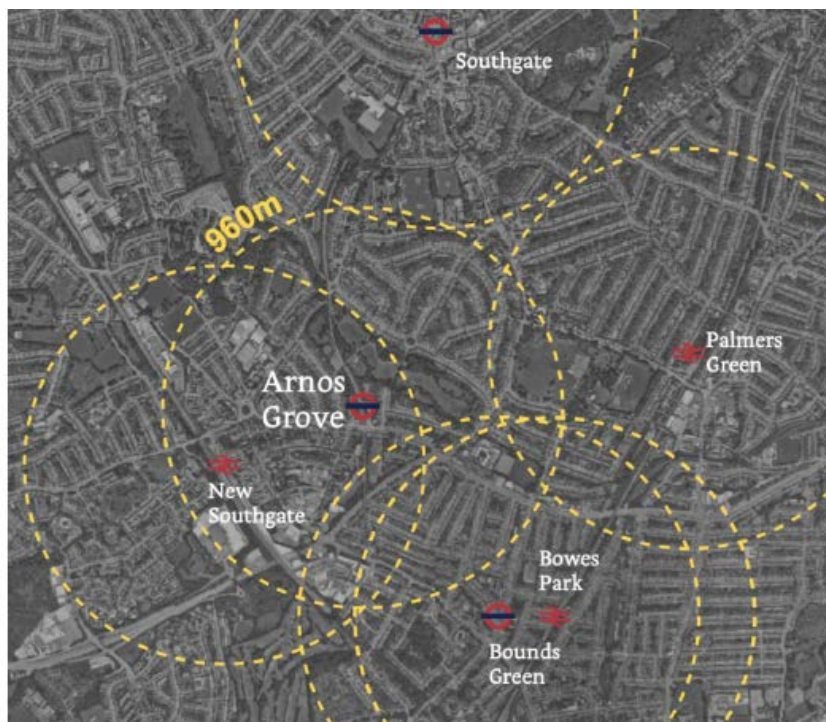 Southgate
960m
Palmers
Green
Arnos
Grove
New
Southgate
Bowes
Park
Bounds
Green